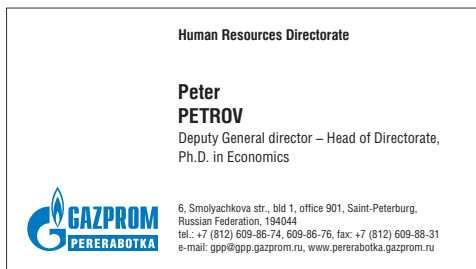 Human Resources Directorate
Peter
PETROV
Deputy General director – Head of Directorate,
Ph.D. in Economics
GAZPROM
PERERABOTKA
6, Smolyachkova str., bld 1, office 901, Saint-Peterburg,
Russian Federation, 194044
tel.: +7 (812) 609-86-74, 609-86-76, fax: +7 (812) 609-88-31
e-mail: gpp@gpp.gazprom.ru, www.pererabotka.gazprom.ru